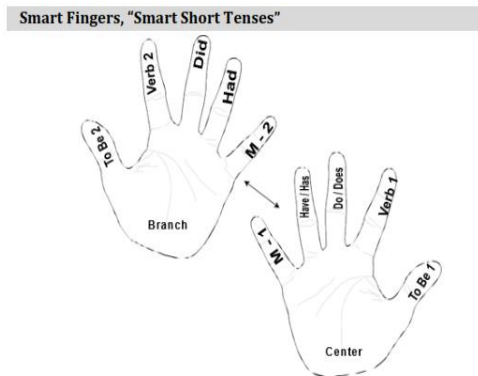 Smart Fingers, “Smart Short Tenses”
To Be 2
Verb 2
Did
Had
M - 2
Branch
M - 1
Have / Has
Do / Does
Verb 1
To Be 1
Center